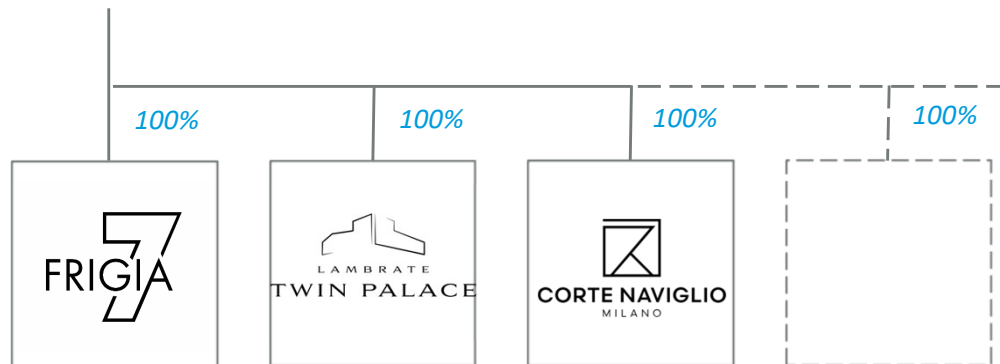 100%
100%
100%
100%
7
FRIGIA
LAMBRATE
TWIN PALACE
CORTE NAVIGLIO
MILANO